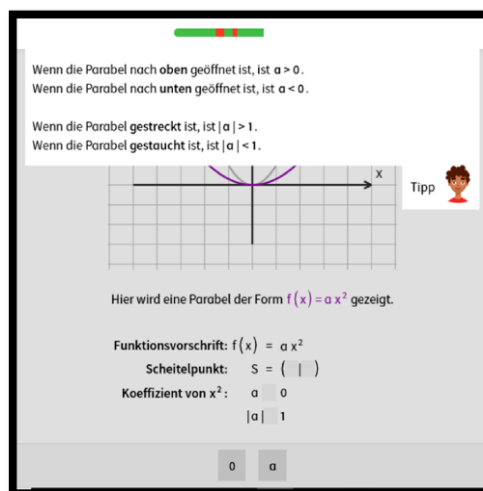 Wenn die Parabel nach oben geöffnet ist, ist a > 0.
Wenn die Parabel nach unten geöffnet ist, ist a < 0.
Wenn die Parabel gestreckt ist, ist |a| > 1.
Wenn die Parabel gestaucht ist, ist |a| < 1.
x
Tipp
Hier wird eine Parabel der Form f(x) = a x² gezeigt.
Funktionsvorschrift: f(x) = a x²
Scheitelpunkt: S = ( | )
Koeffizient von x²: a 0
|a| 1
0 a